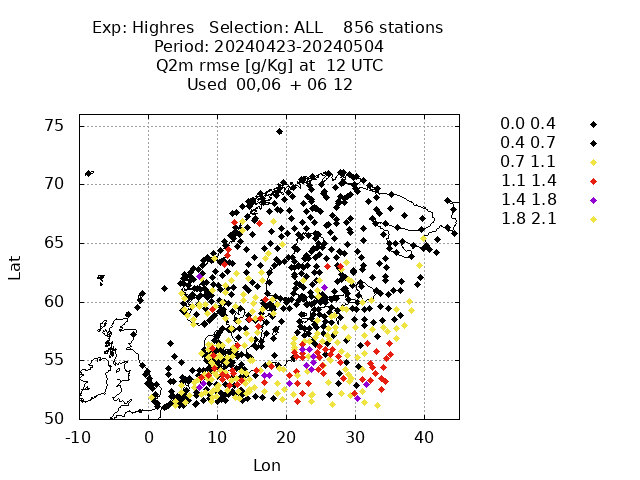 Exp: Highres   Selection: ALL    856 stations
Period: 20240423-20240504
Q2m rmse [g/Kg] at  12 UTC
Used  00,06  + 06 12
75
70
65
60
55
50
-10 0 10 20 30 40
Lat
Lon
0.0 0.4
0.4 0.7
0.7 1.1
1.1 1.4
1.4 1.8
1.8 2.1